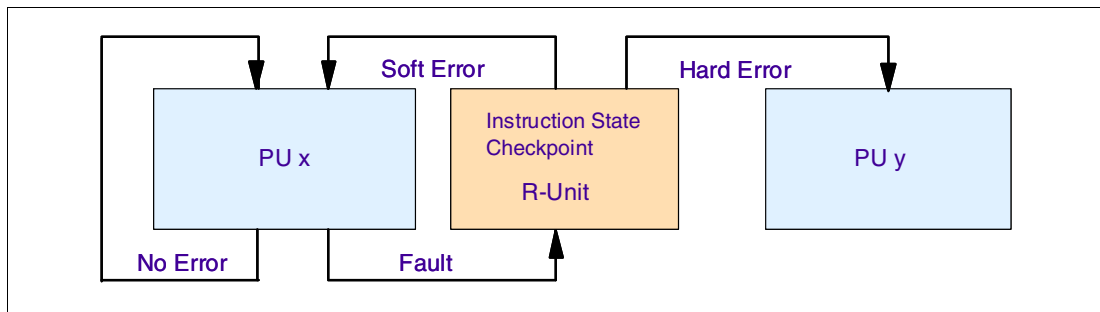 Soft Error
Hard Error
PU x
Instruction State
Checkpoint
R-Unit
PU y
No Error
Fault